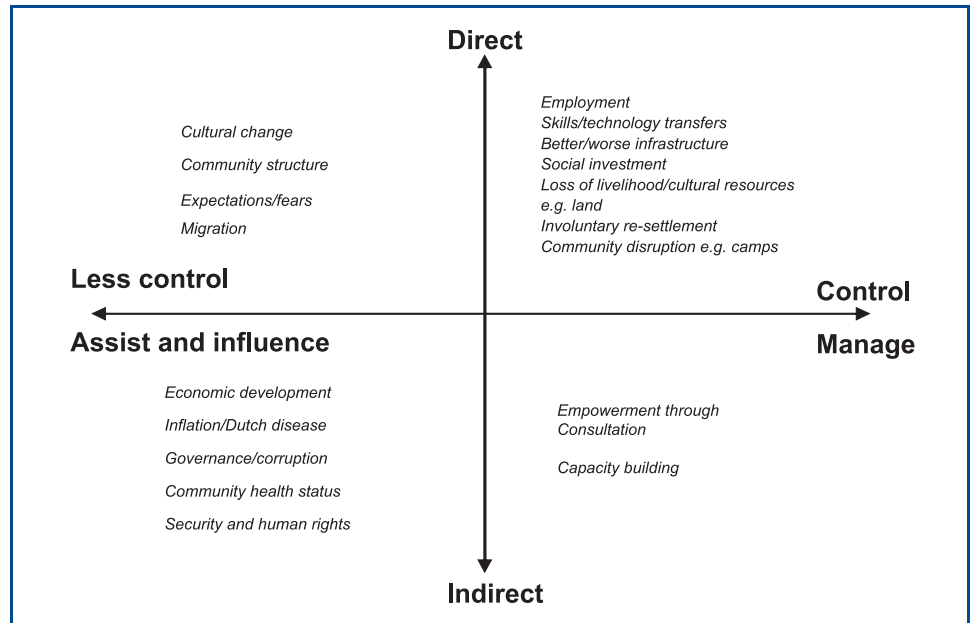 Direct
Cultural change
Community structure
Expectations/fears
Migration
Employment
Skills/technology transfers
Better/worse infrastructure
Social investment
Loss of livelihood/cultural resources
e.g. land
Involuntary re-settlement
Community disruption e.g. camps
Less control
Control
Assist and influence
Manage
Economic development
Inflation/Dutch disease
Governance/corruption
Community health status
Security and human rights
Empowerment through
Consultation
Capacity building
Indirect